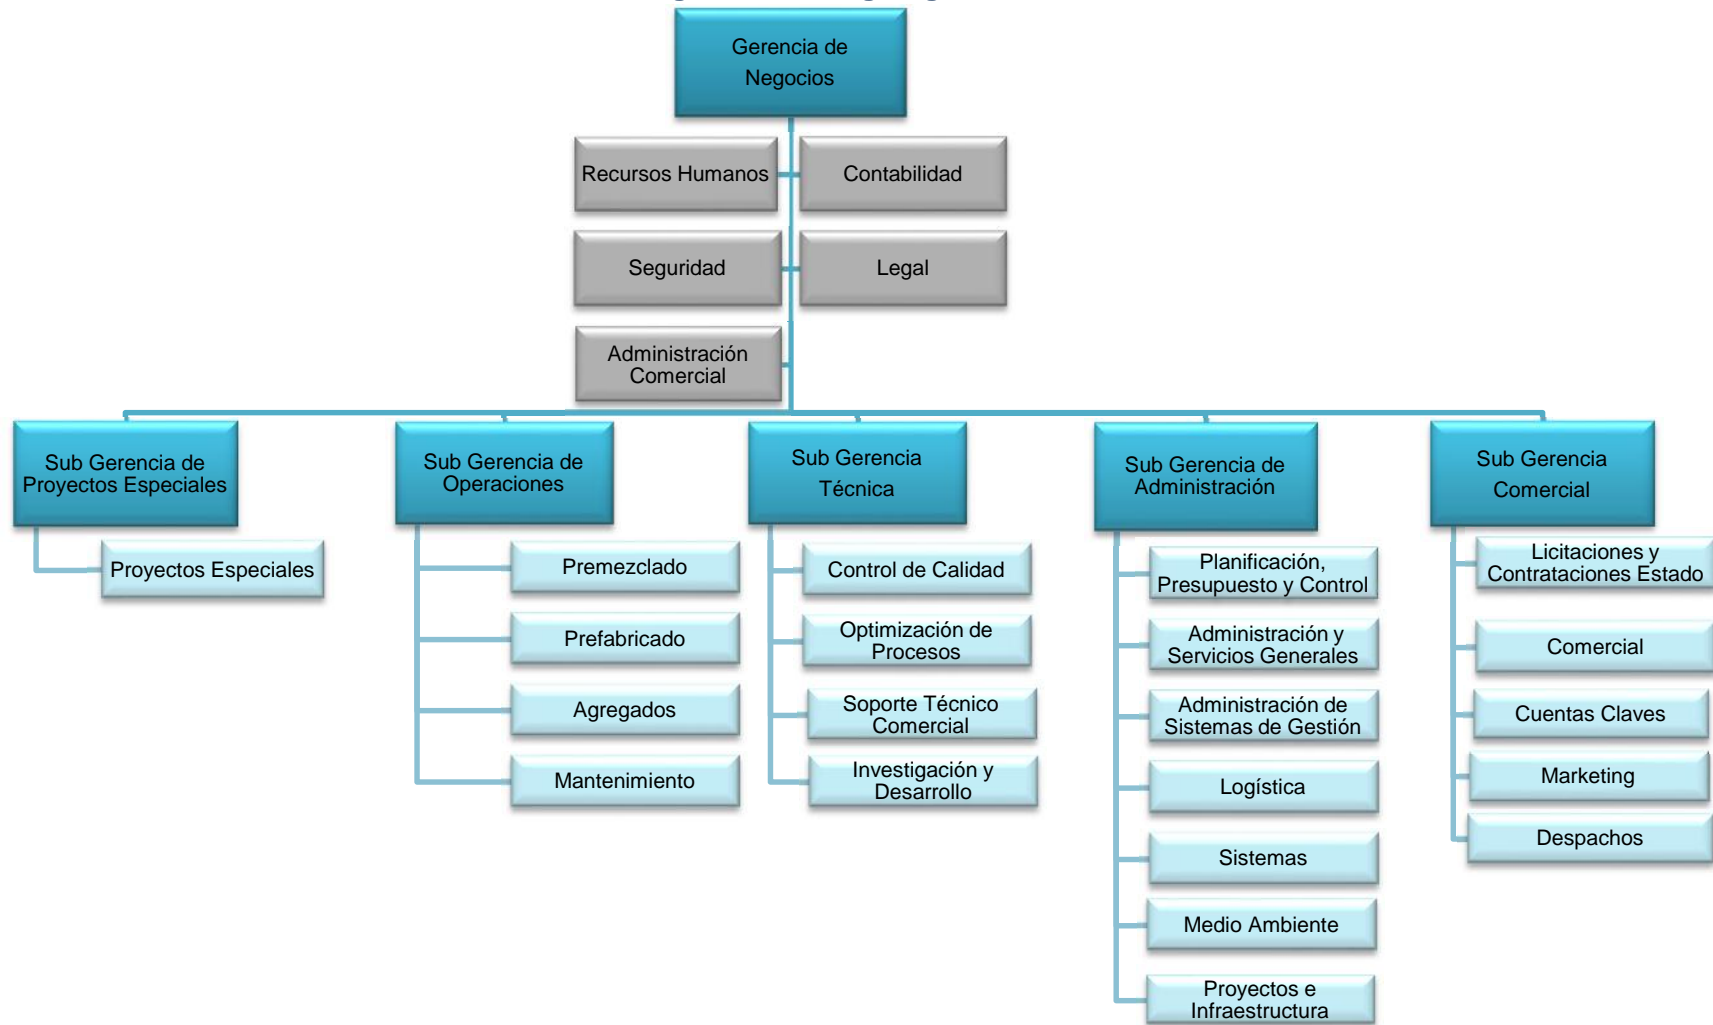 Gerencia de
Negocios
Recursos Humanos
Contabilidad
Seguridad
Legal
Administración
Comercial
Sub Gerencia de
Proyectos Especiales
Proyectos Especiales
Sub Gerencia de
Operaciones
Premezclado
Prefabricado
Agregados
Mantenimiento
Sub Gerencia
Técnica
Control de Calidad
Optimización de
Procesos
Soporte Técnico
Comercial
Investigación y
Desarrollo
Sub Gerencia de
Administración
Planificación,
Presupuesto y Control
Administración y
Servicios Generales
Administración de
Sistemas de Gestión
Logística
Sistemas
Medio Ambiente
Proyectos e
Infraestructura
Sub Gerencia
Comercial
Licitaciones y
Contrataciones Estado
Comercial
Cuentas Claves
Marketing
Despachos